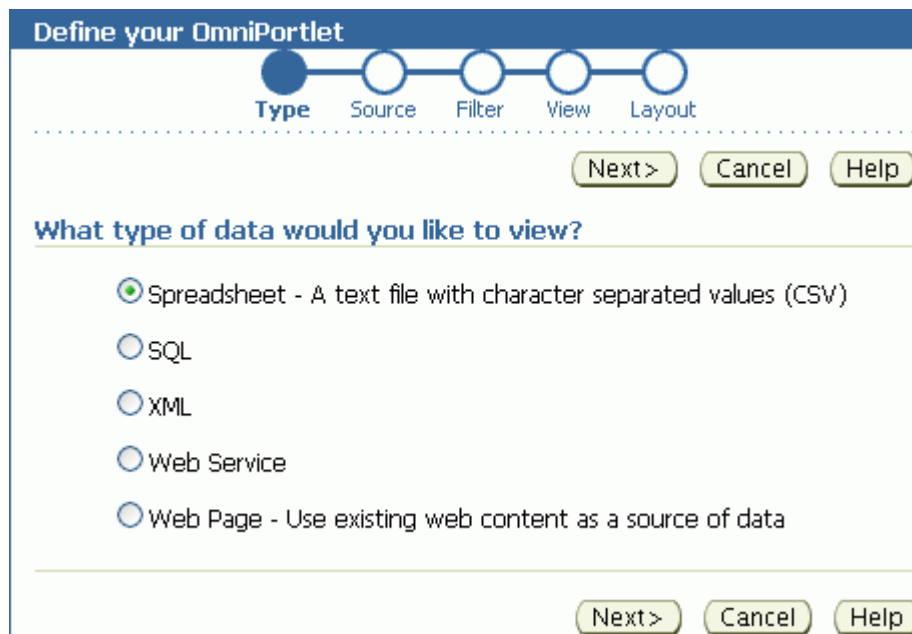 Define your OmniPortlet
Type Source Filter View Layout
Next> Cancel Help
What type of data would you like to view?
Spreadsheet - A text file with character separated values (CSV)
SQL
XML
Web Service
Web Page - Use existing web content as a source of data
Next> Cancel Help